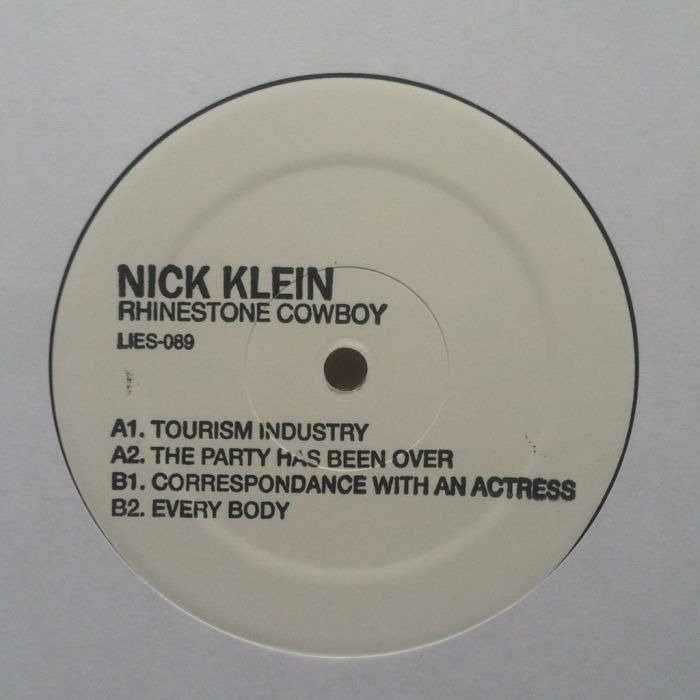 NICK KLEIN
RHINESTONE COWBOY
LIES-089
A1. TOURISM INDUSTRY
A2. THE PARTY HAS BEEN OVER
B1. CORRESPONDANCE WITH AN ACTRESS
B2. EVERY BODY